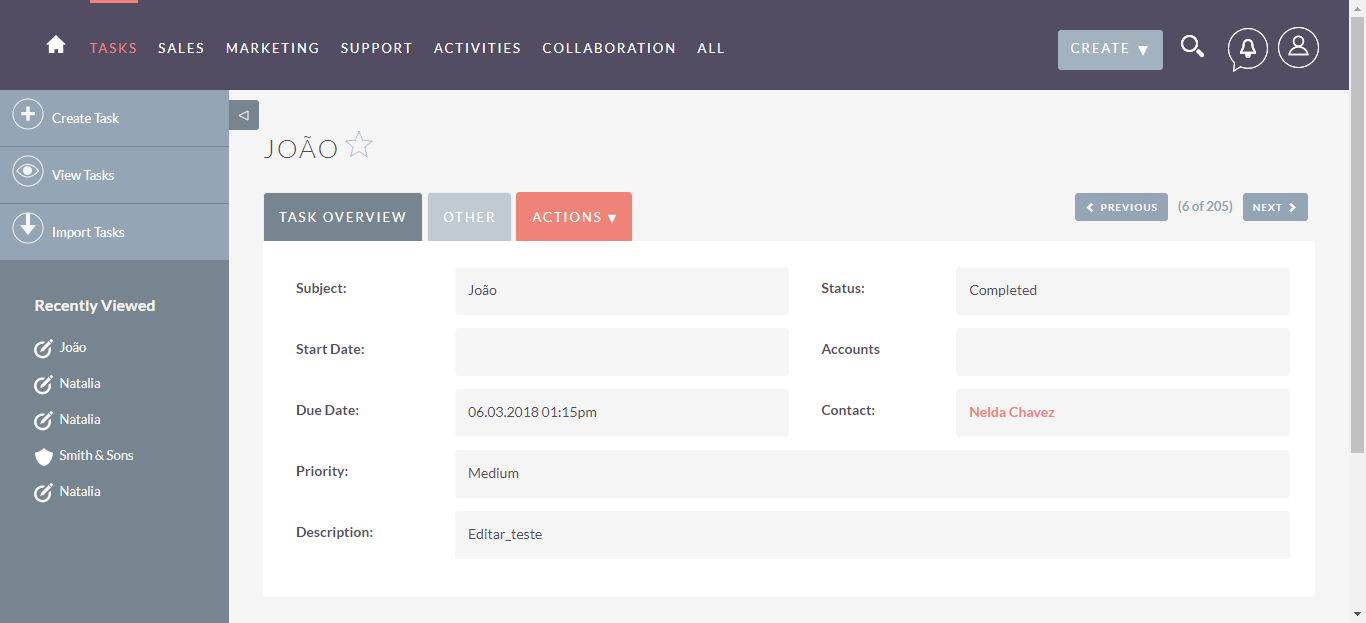 TASKS SALES MARKETING SUPPORT ACTIVITIES COLLABORATION ALL CREATE ▼
Create Task
View Tasks
Import Tasks
Recently Viewed
João
Natalia
Natalia
Smith & Sons
Natalia
JOÃO
TASK OVERVIEW OTHER ACTIONS ▼ PREVIOUS (6 of 205) NEXT
Subject: João Status: Completed
Start Date: Accounts
Due Date: 06.03.2018 01:15pm Contact: Nelda Chavez
Priority: Medium
Description: Editar_teste